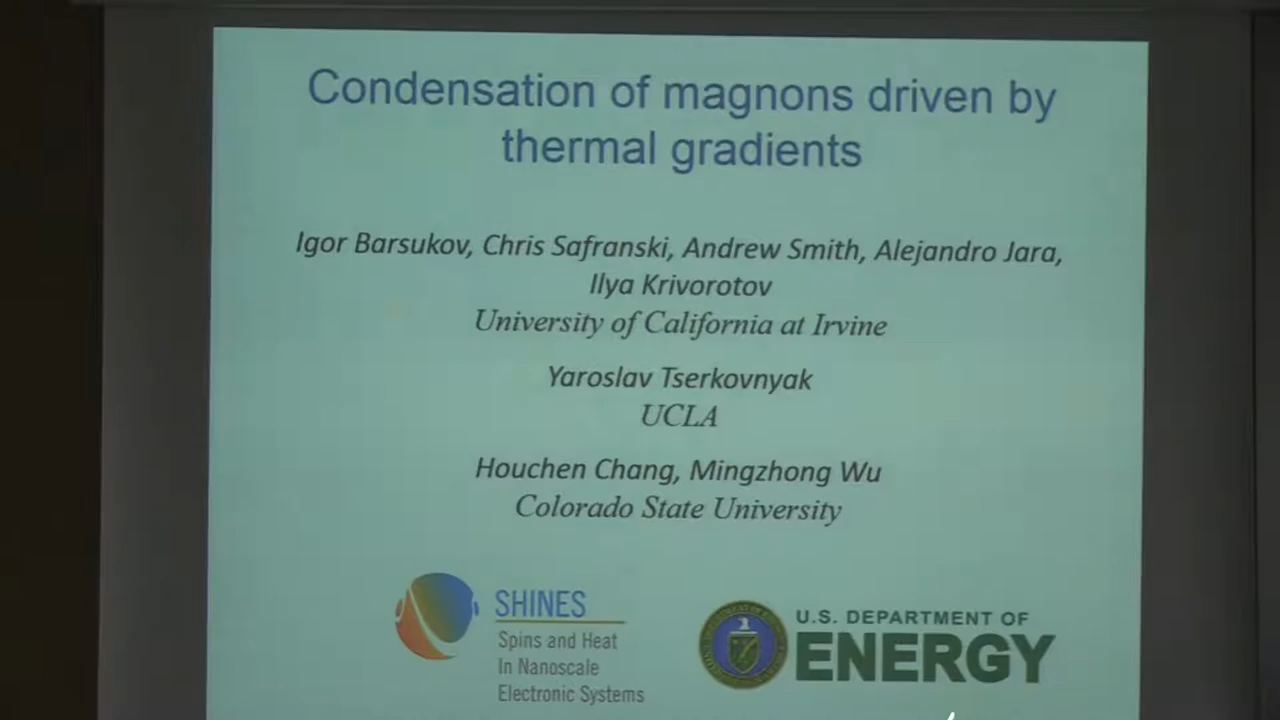 Condensation of magnons driven by
thermal gradients
Igor Barsukov, Chris Safranski, Andrew Smith, Alejandro Jara,
Ilya Krivorotov
University of California at Irvine
Yaroslav Tserkovnyak
UCLA
Houchen Chang, Mingzhong Wu
Colorado State University
SHINES
Spins and Heat
In Nanoscale
Electronic Systems
U.S. DEPARTMENT OF
ENERGY